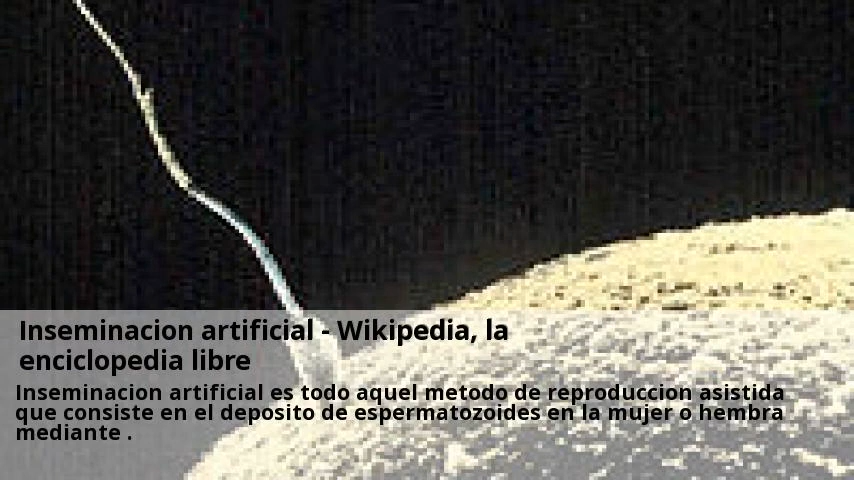 Inseminacion artificial - Wikipedia, la
enciclopedia libre
Inseminacion artificial es todo aquel metodo de reproduccion asistida
que consiste en el deposito de espermatozoides en la mujer o hembra
mediante .